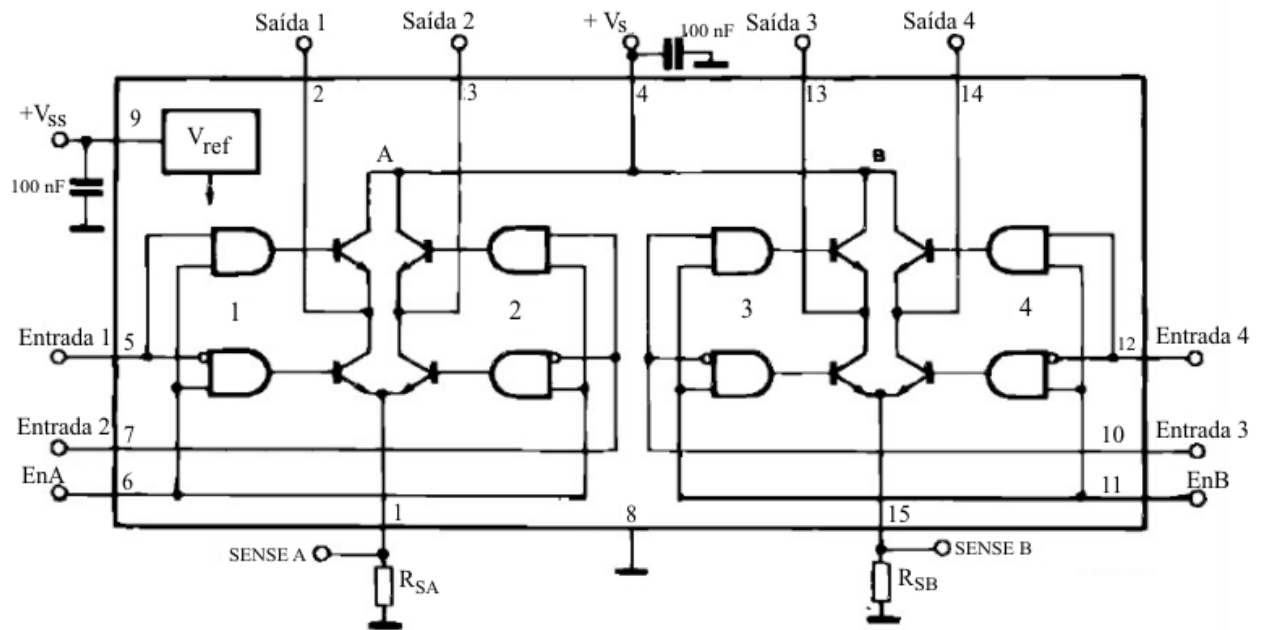 Saída 1
Saída 2
+ VS
100 nF
Saída 3
Saída 4
2
3
4
13
14
+VSS
9
Vref
100 nF
A
B
1
2
3
4
Entrada 1
5
12
Entrada 4
Entrada 2
7
10
Entrada 3
EnA
6
11
EnB
1
8
15
SENSE A
RSA
SENSE B
RSB